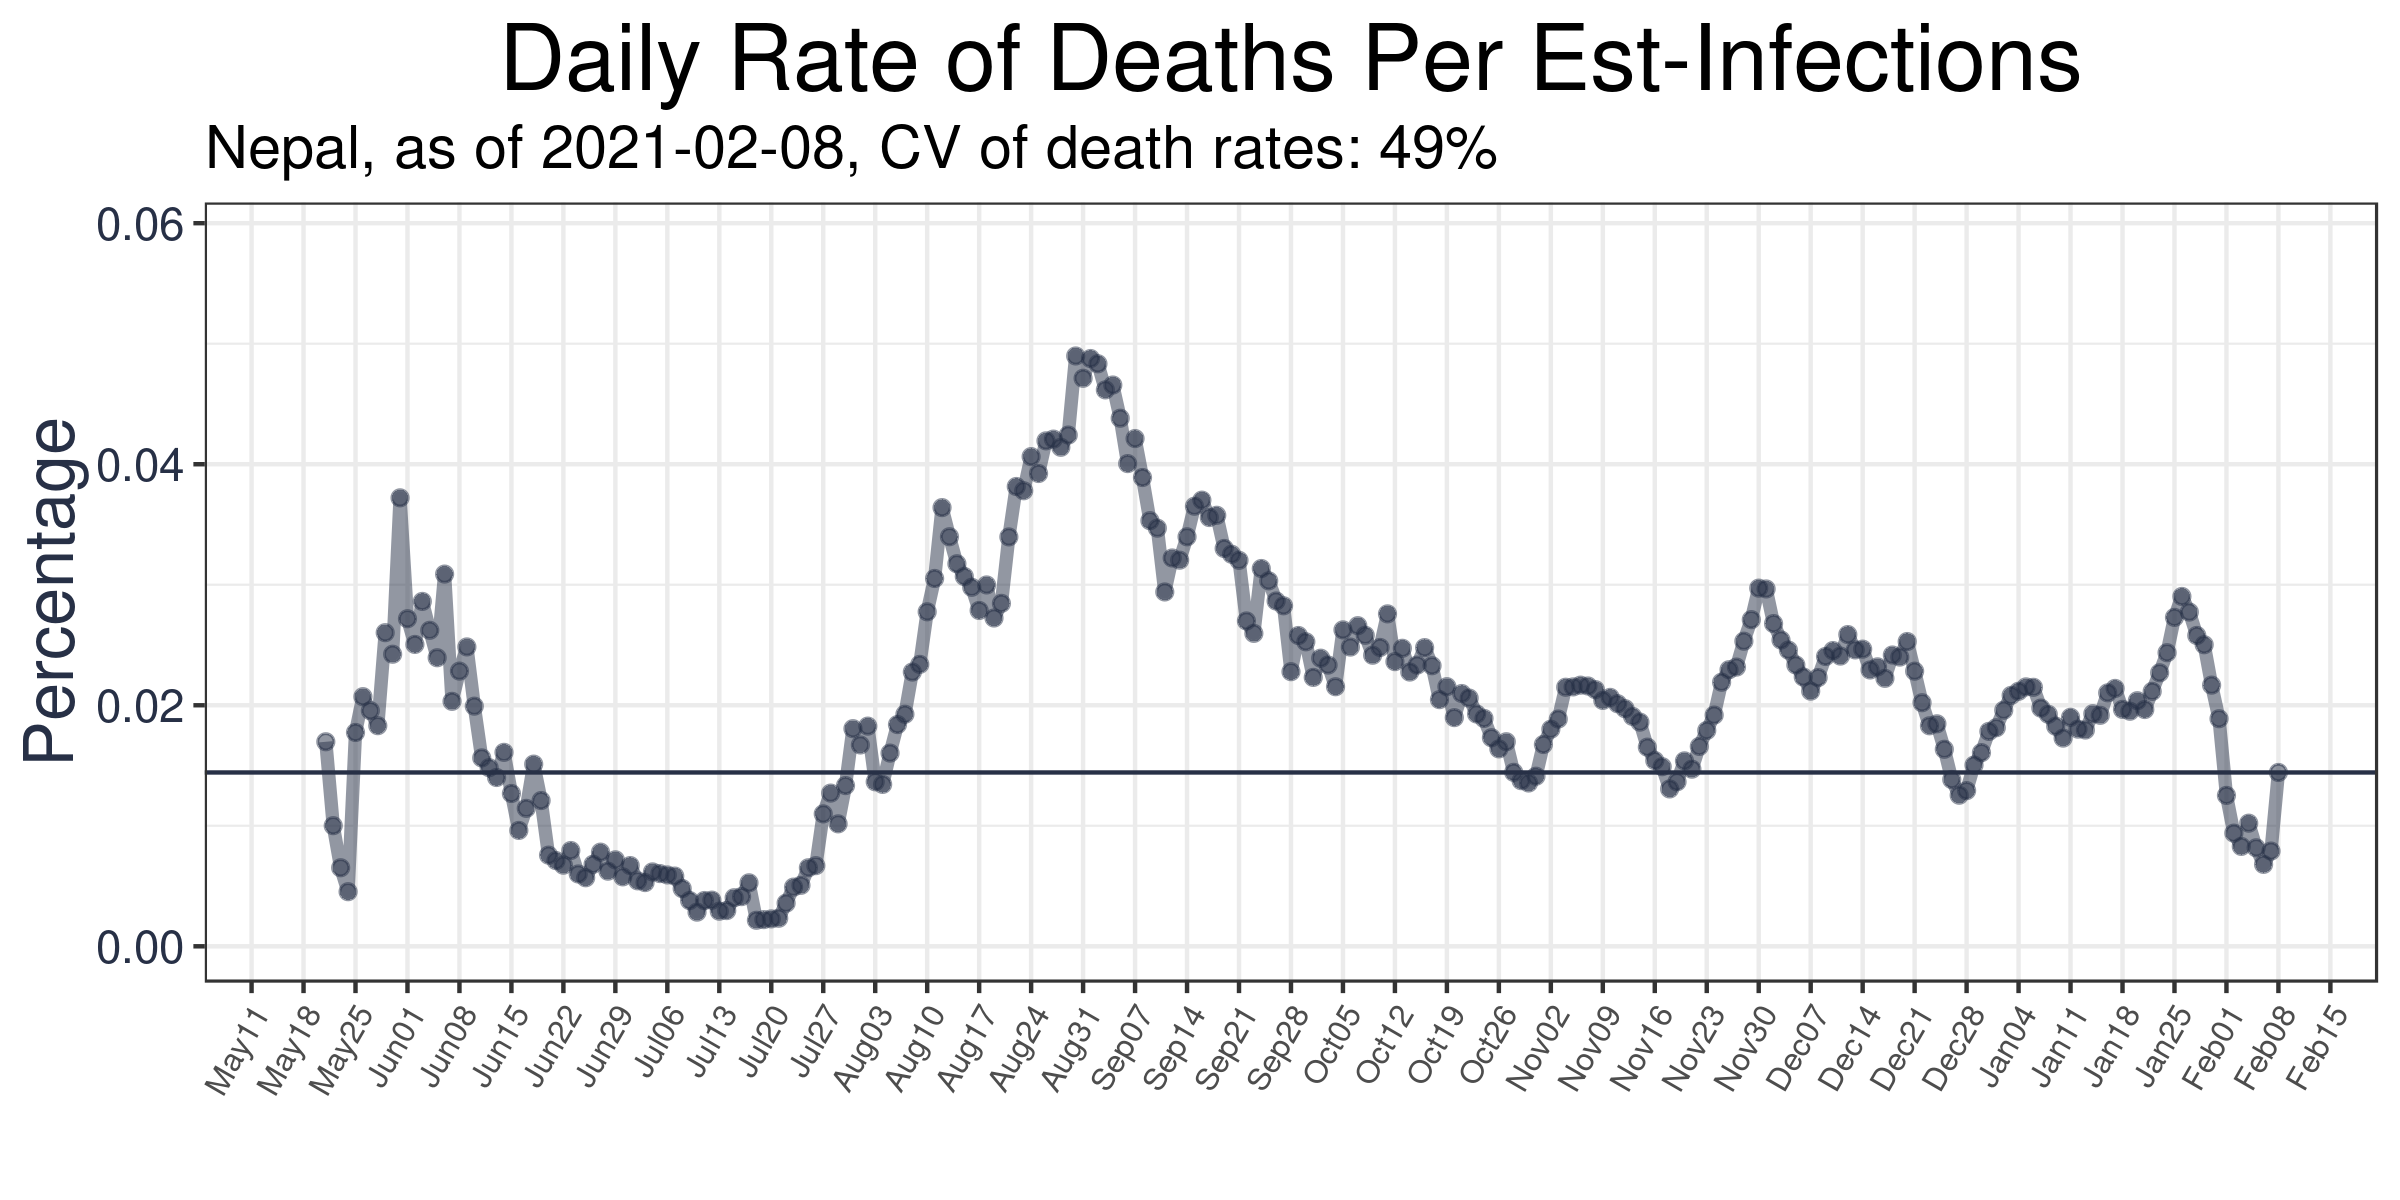 Daily Rate of Deaths Per Est-Infections
Nepal, as of 2021-02-08, CV of death rates: 49%
Percentage
0.06
0.04
0.02
0.00
May11
May18
May25
Jun01
Jun08
Jun15
Jun22
Jun29
Jul06
Jul13
Jul20
Jul27
Aug03
Aug10
Aug17
Aug24
Aug31
Sep07
Sep14
Sep21
Sep28
Oct05
Oct12
Oct19
Oct26
Nov02
Nov09
Nov16
Nov23
Nov30
Dec07
Dec14
Dec21
Dec28
Jan04
Jan11
Jan18
Jan25
Feb01
Feb08
Feb15